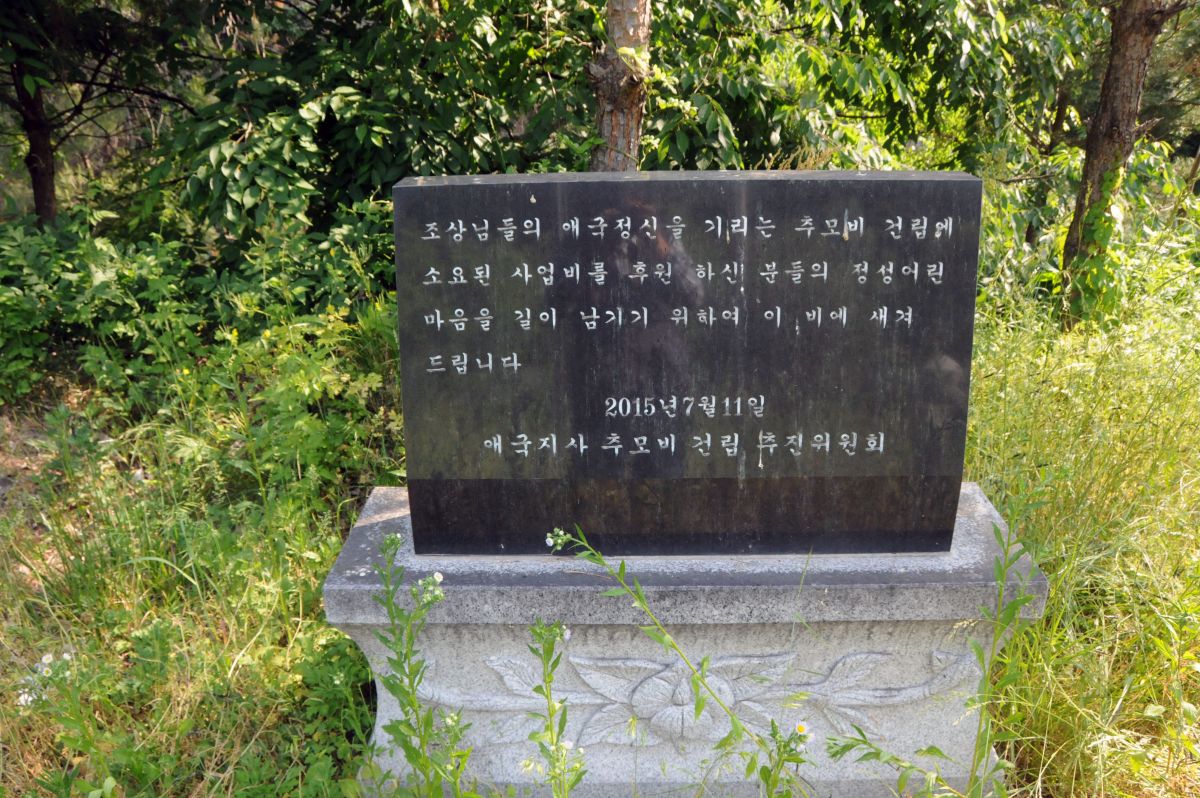 조상님들의 애국정신을 기리는 추모비 건립에
소요된 사업비를 후원 하신 분들의 정성어린
마음을 길이 남기기 위하여 이 비에 새겨
드립니다
2015년7월11일
애국지사 추모비 건립 추진위원회